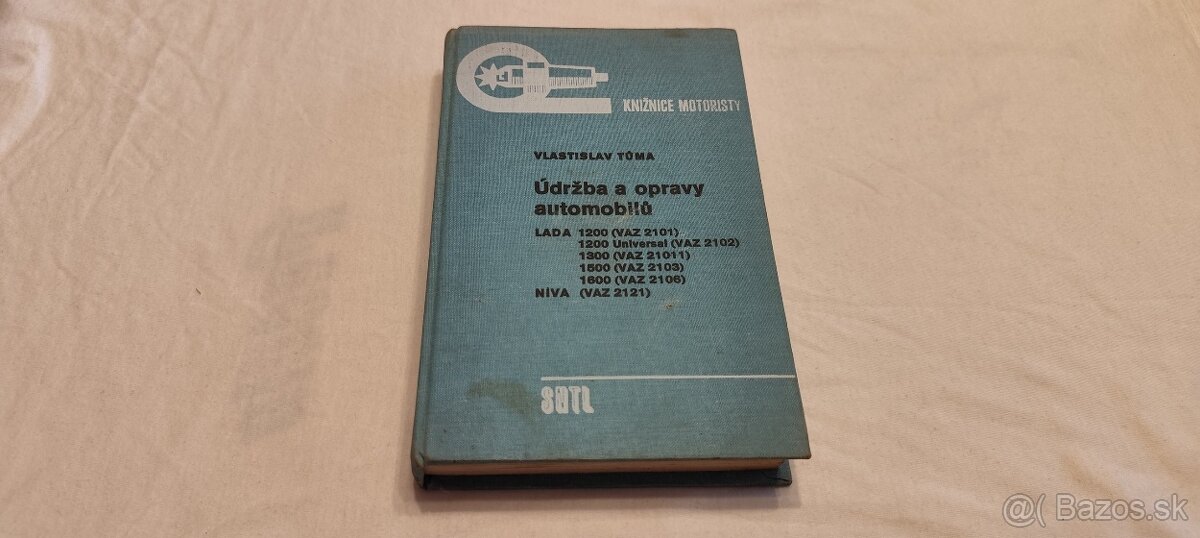 KNIŽNICE MOTORISTY
VLASTISLAV TŮMA
Údržba a opravy
automobilů
LADA 1200 (VAZ 2101)
1200 Universal (VAZ 2102)
1300 (VAZ 21011)
1500 (VAZ 2103)
1600 (VAZ 2106)
NIVA (VAZ 2121)
SNTL
@( Bazos.sk